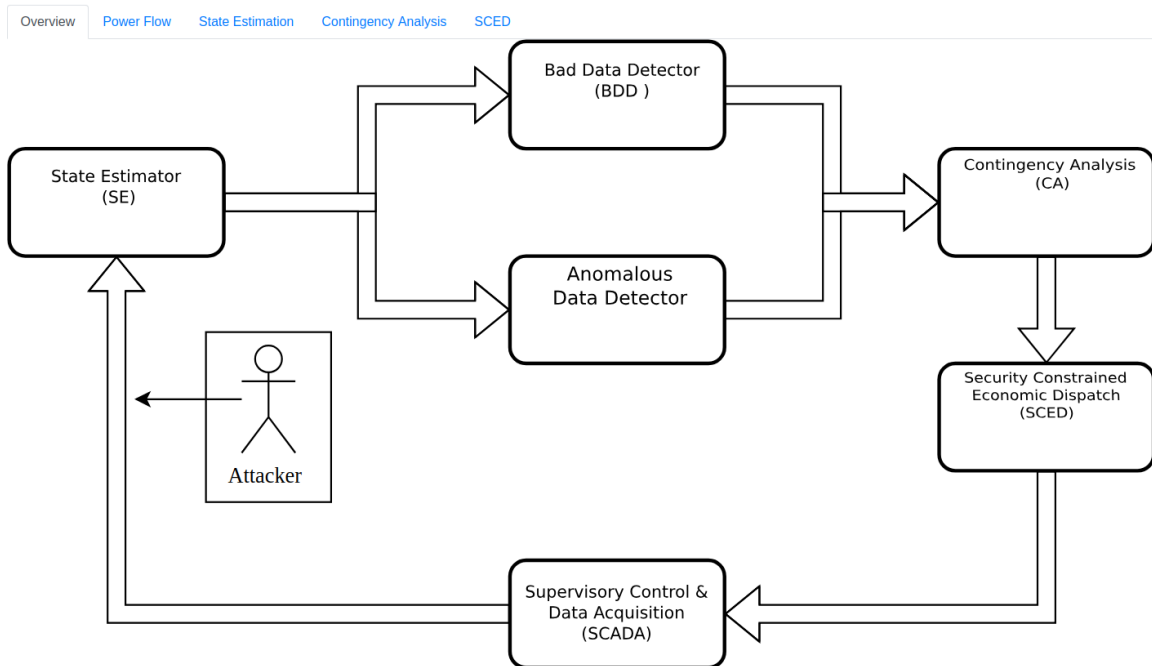 Overview Power Flow State Estimation Contingency Analysis SCED
Bad Data Detector
(BDD )
State Estimator
(SE)
Contingency Analysis
(CA)
Anomalous
Data Detector
Security Constrained
Economic Dispatch
(SCED)
Attacker
Supervisory Control &
Data Acquisition
(SCADA)